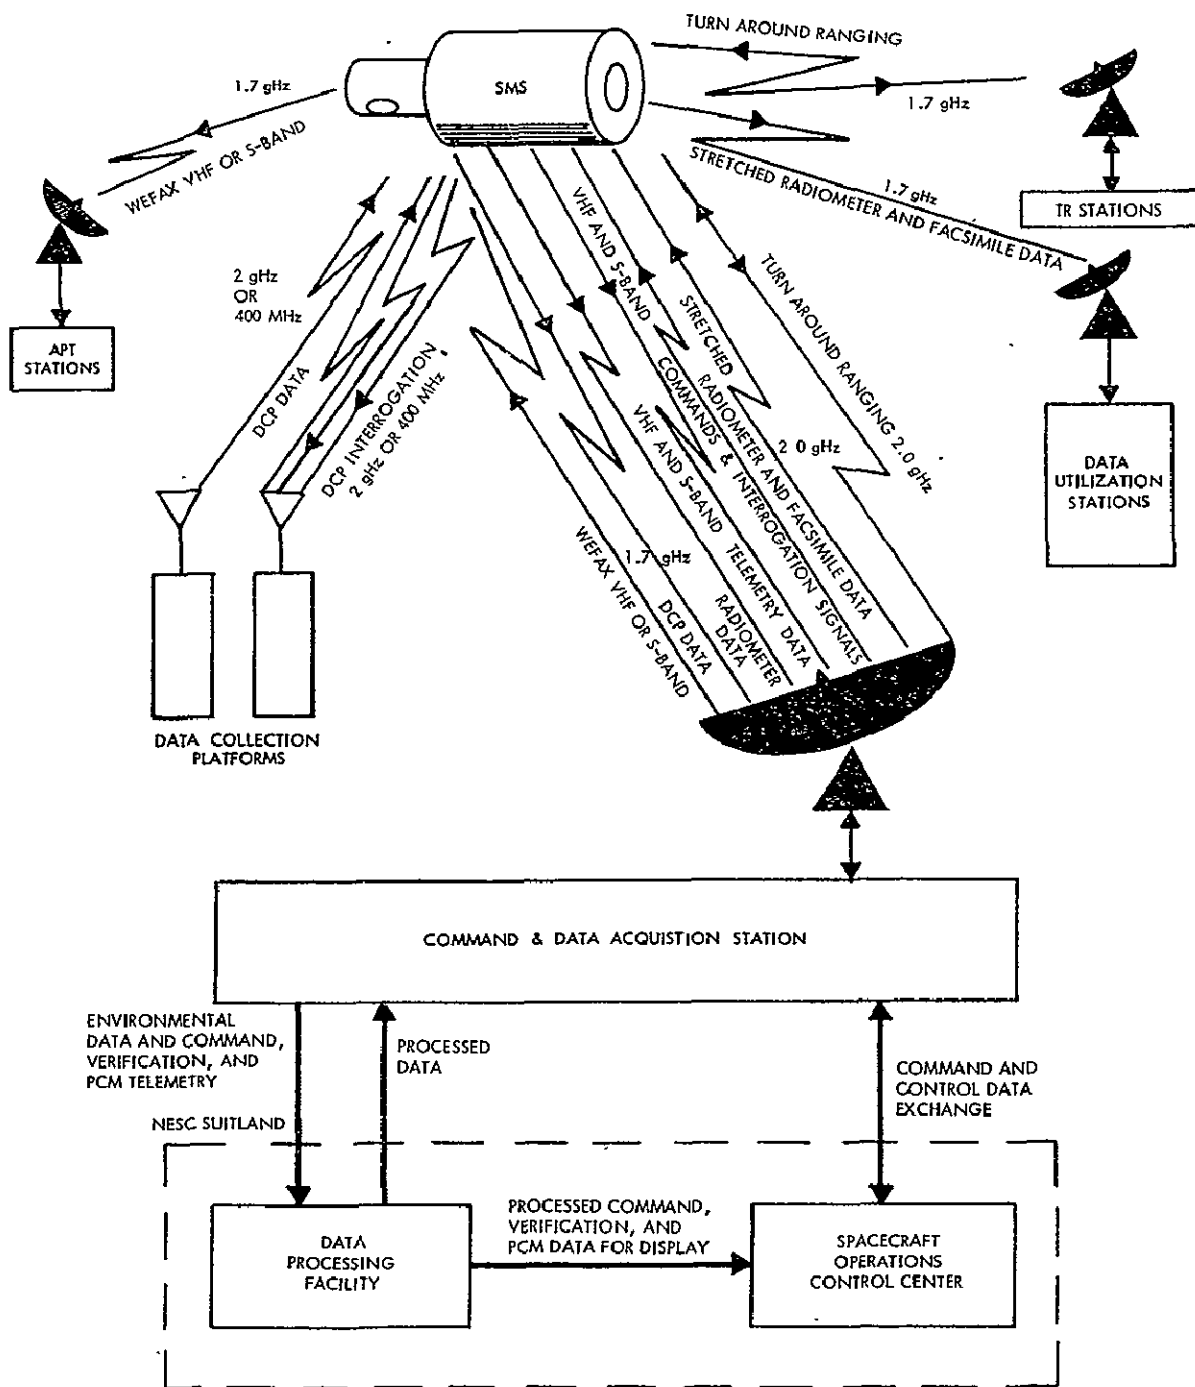 TURN AROUND RANGING
1.7 gHz
SMS
1.7 gHz
WEFAX VHF OR S-BAND
STRETCHED RADIOMETER AND FACSIMILE DATA
1.7 gHz
TR STATIONS
APT
STATIONS
2 gHz
OR
400 MHz
DCP DATA
DCP INTERROGATION
2 gHz OR 400 MHz
VHF AND S-BAND
COMMANDS & INTERROGATION SIGNALS
STRETCHED
RADIOMETER AND FACSIMILE DATA
2 0 gHz
TURN AROUND RANGING 2.0 gHz
VHF AND S-BAND TELEMETRY DATA
1.7 gHz
RADIOMETER
DATA
DCP DATA
WEFAX VHF OR S-BAND
DATA
UTILIZATION
STATIONS
DATA COLLECTION
PLATFORMS
COMMAND & DATA ACQUISTION STATION
ENVIRONMENTAL
DATA AND COMMAND,
VERIFICATION, AND
PCM TELEMETRY
PROCESSED
DATA
COMMAND AND
CONTROL DATA
EXCHANGE
NESC SUITLAND
DATA
PROCESSING
FACILITY
PROCESSED COMMAND,
VERIFICATION, AND
PCM DATA FOR DISPLAY
SPACECRAFT
OPERATIONS
CONTROL CENTER